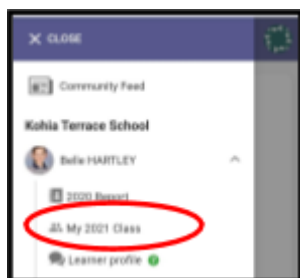 X CLOSE
Community Feed
Kohia Terrace School
Belle HARTLEY
2020 Report
My 2021 Class
Learner profile